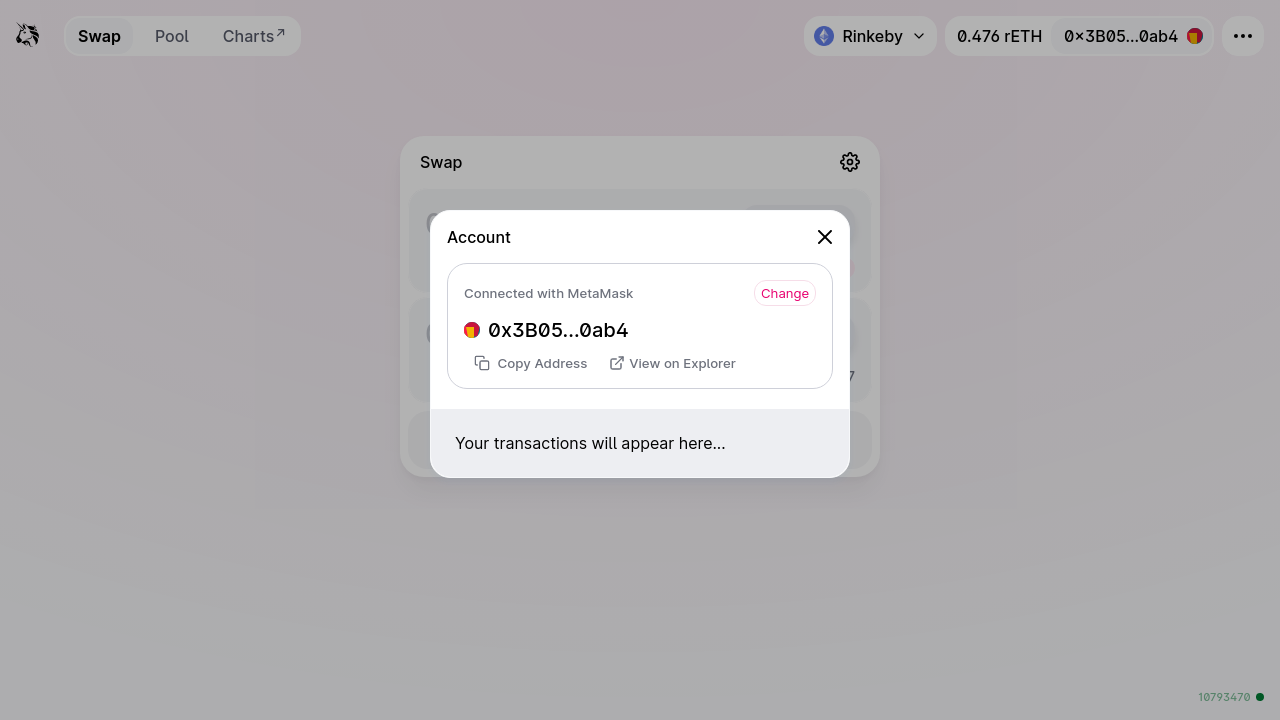 Swap Pool Charts↗ Rinkeby 0.476 rETH 0x3B05...0ab4
Swap
Account
Connected with MetaMask Change
0x3B05...0ab4
Copy Address View on Explorer
Your transactions will appear here...
10793470